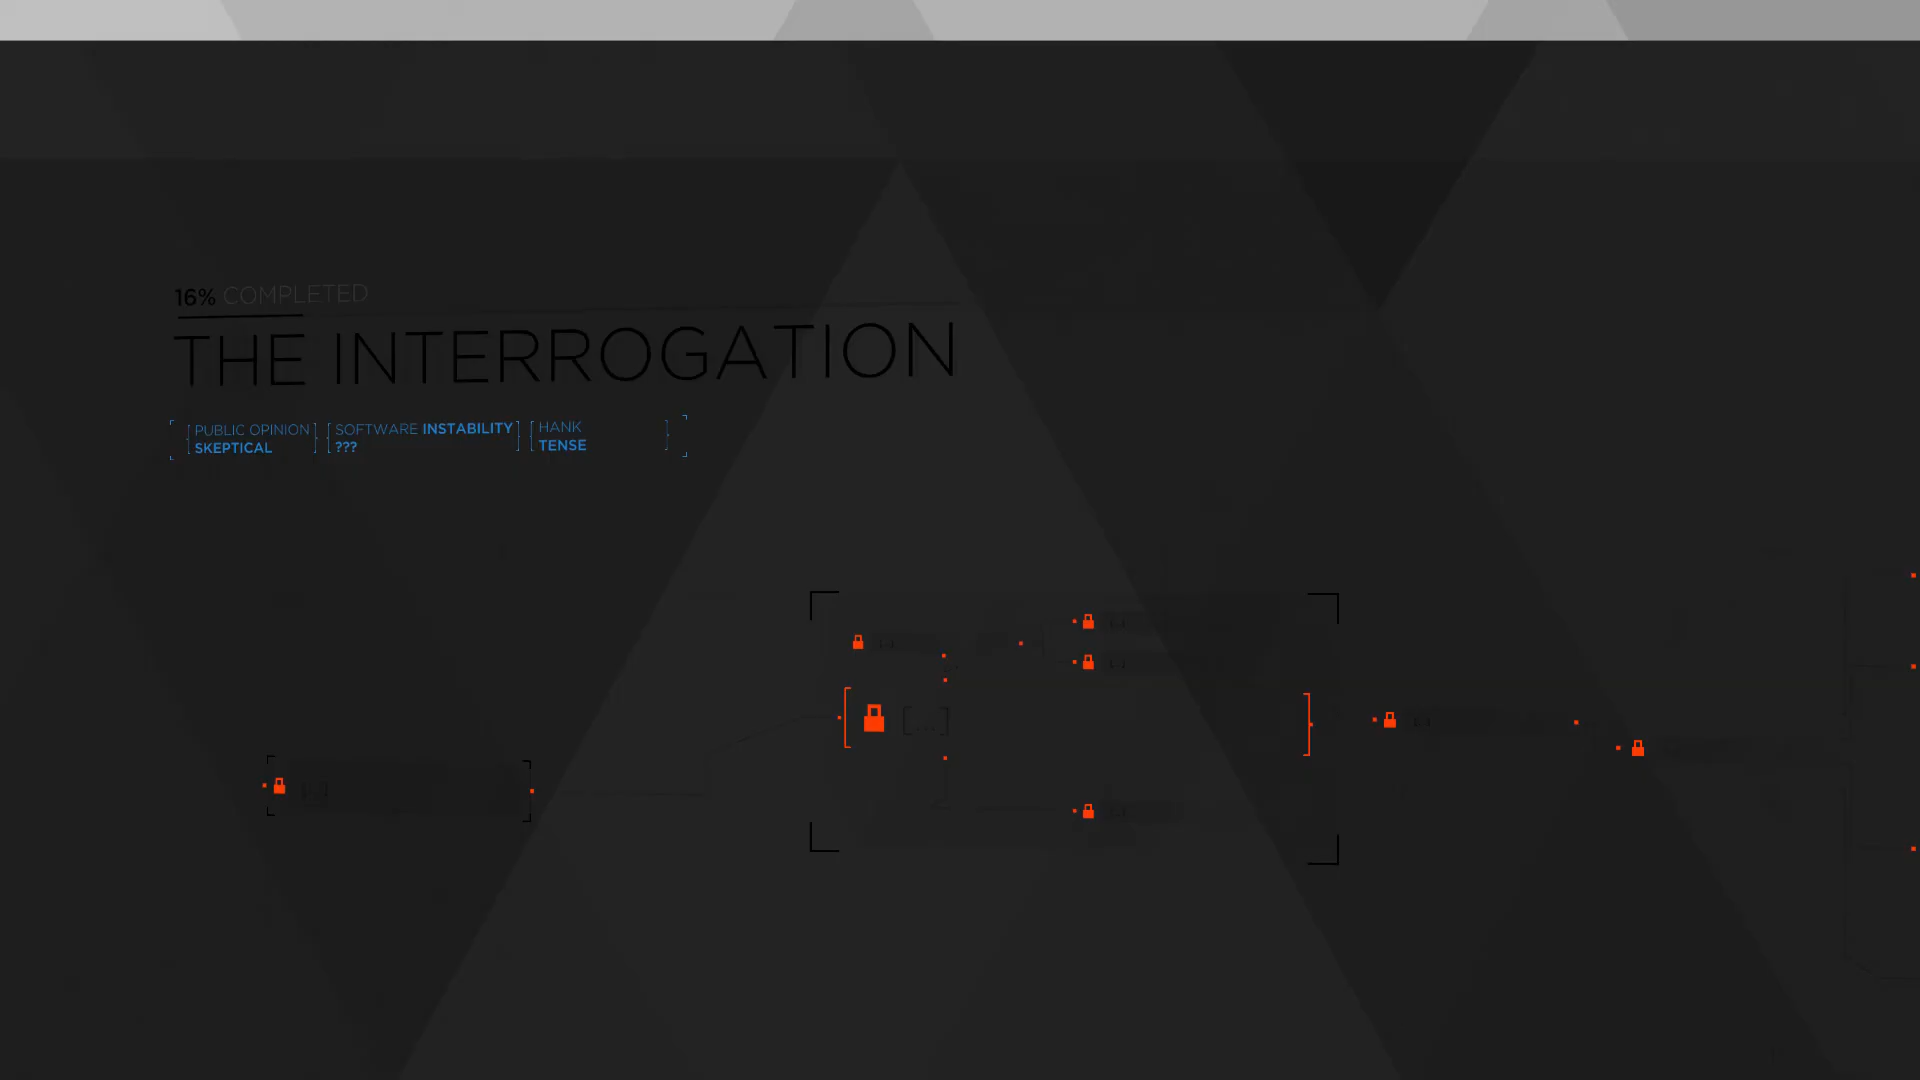 16% COMPLETED
THE INTERROGATION
PUBLIC OPINION
SKEPTICAL
SOFTWARE INSTABILITY
???
HANK
TENSE
[...]